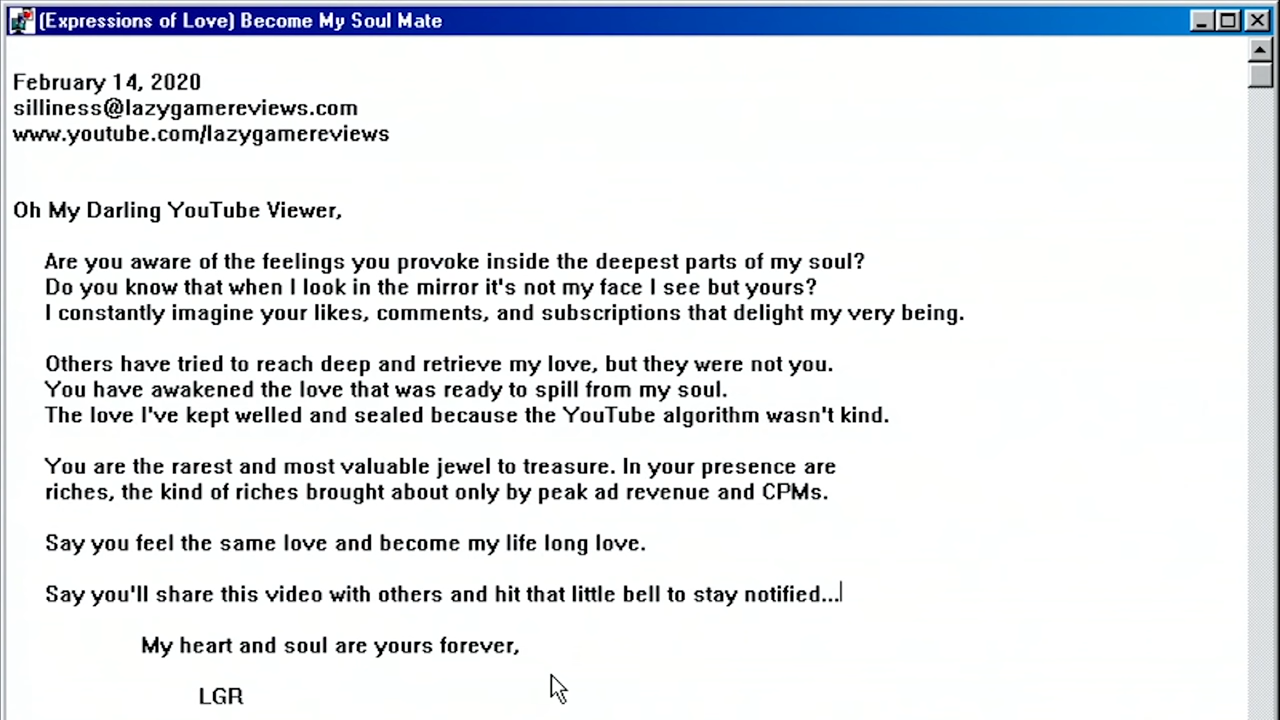 (Expressions of Love) Become My Soul Mate
February 14, 2020
silliness@lazygamereviews.com
www.youtube.com/lazygamereviews
Oh My Darling YouTube Viewer,
Are you aware of the feelings you provoke inside the deepest parts of my soul?
Do you know that when I look in the mirror it's not my face I see but yours?
I constantly imagine your likes, comments, and subscriptions that delight my very being.
Others have tried to reach deep and retrieve my love, but they were not you.
You have awakened the love that was ready to spill from my soul.
The love I've kept welled and sealed because the YouTube algorithm wasn't kind.
You are the rarest and most valuable jewel to treasure. In your presence are
riches, the kind of riches brought about only by peak ad revenue and CPMs.
Say you feel the same love and become my life long love.
Say you'll share this video with others and hit that little bell to stay notified...
My heart and soul are yours forever,
LGR